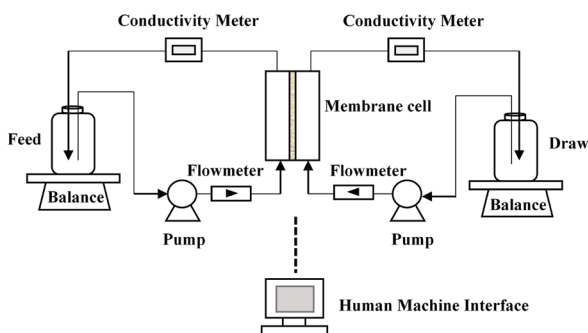 Conductivity Meter
Conductivity Meter
Membrane cell
Feed
Draw
Flowmeter
Flowmeter
Balance
Balance
Pump
Pump
Human Machine Interface